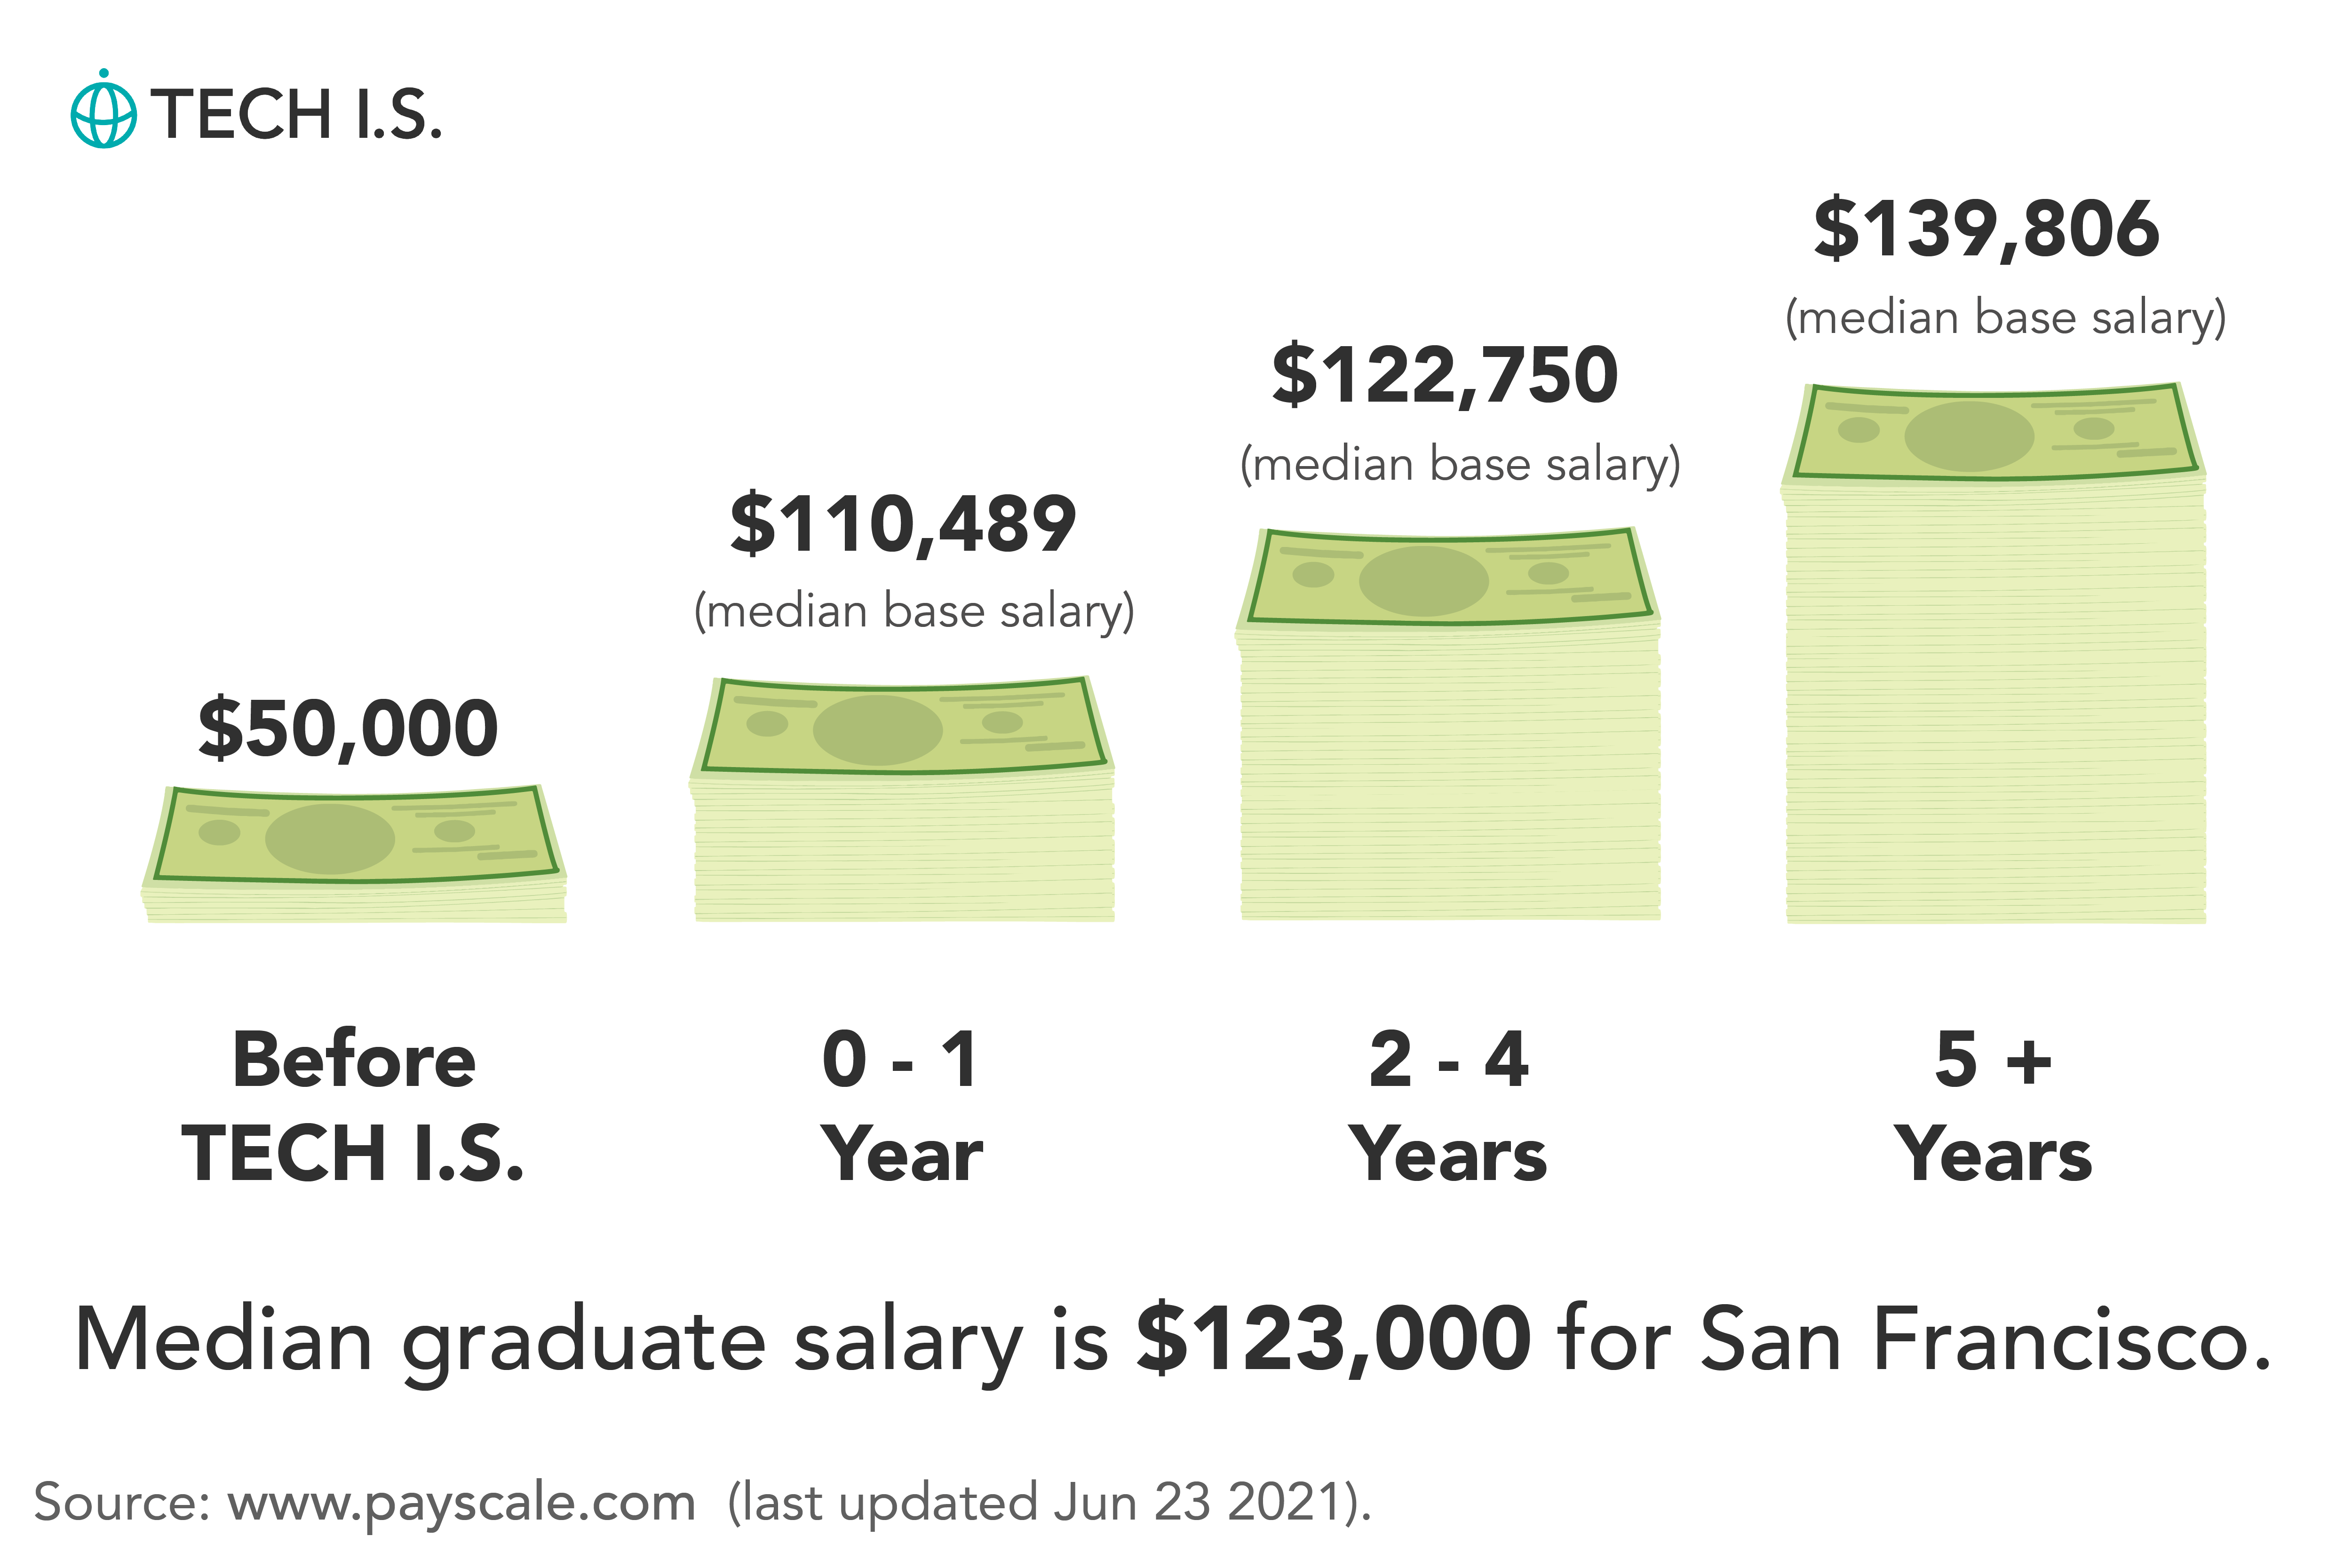 TECH I.S.
$139,806
(median base salary)
$122,750
(median base salary)
$110,489
(median base salary)
$50,000
Before
TECH I.S.
0 - 1
Year
2 - 4
Years
5 +
Years
Median graduate salary is $123,000 for San Francisco.
Source: www.payscale.com (last updated Jun 23 2021).